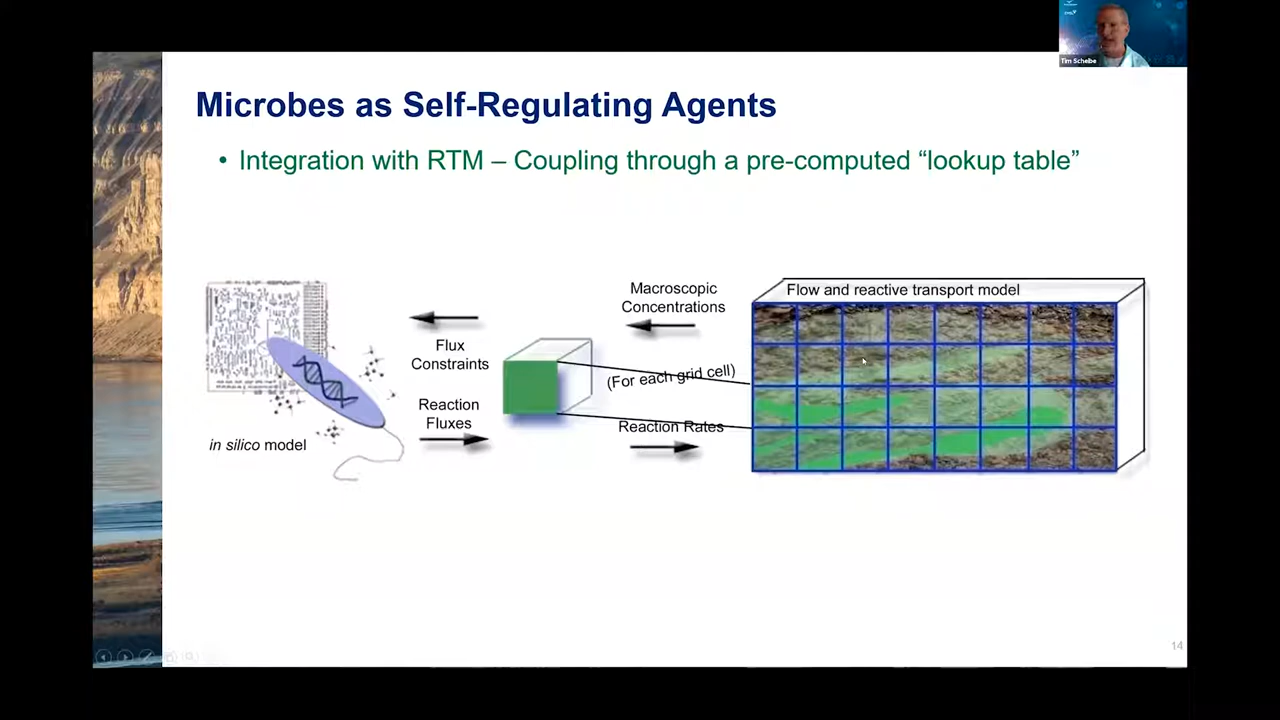 Tim Scheibe
Microbes as Self-Regulating Agents
• Integration with RTM – Coupling through a pre-computed “lookup table”
Macroscopic
Concentrations
Flow and reactive transport model
Flux
Constraints
(For each grid cell)
Reaction
Fluxes
Reaction Rates
in silico model
14